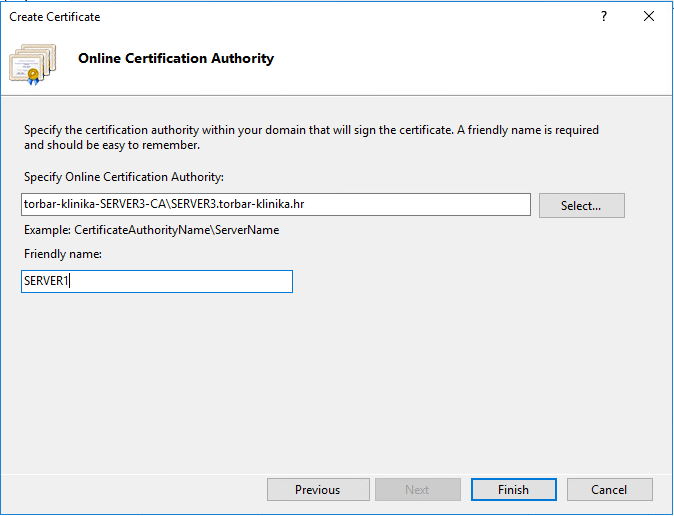 Create Certificate
?
Online Certification Authority
Specify the certification authority within your domain that will sign the certificate. A friendly name is required
and should be easy to remember.
Specify Online Certification Authority:
torbar-klinika-SERVER3-CA\SERVER3.torbar-klinika.hr
Select...
Example: CertificateAuthorityName\ServerName
Friendly name:
SERVER1
Previous
Next
Finish
Cancel